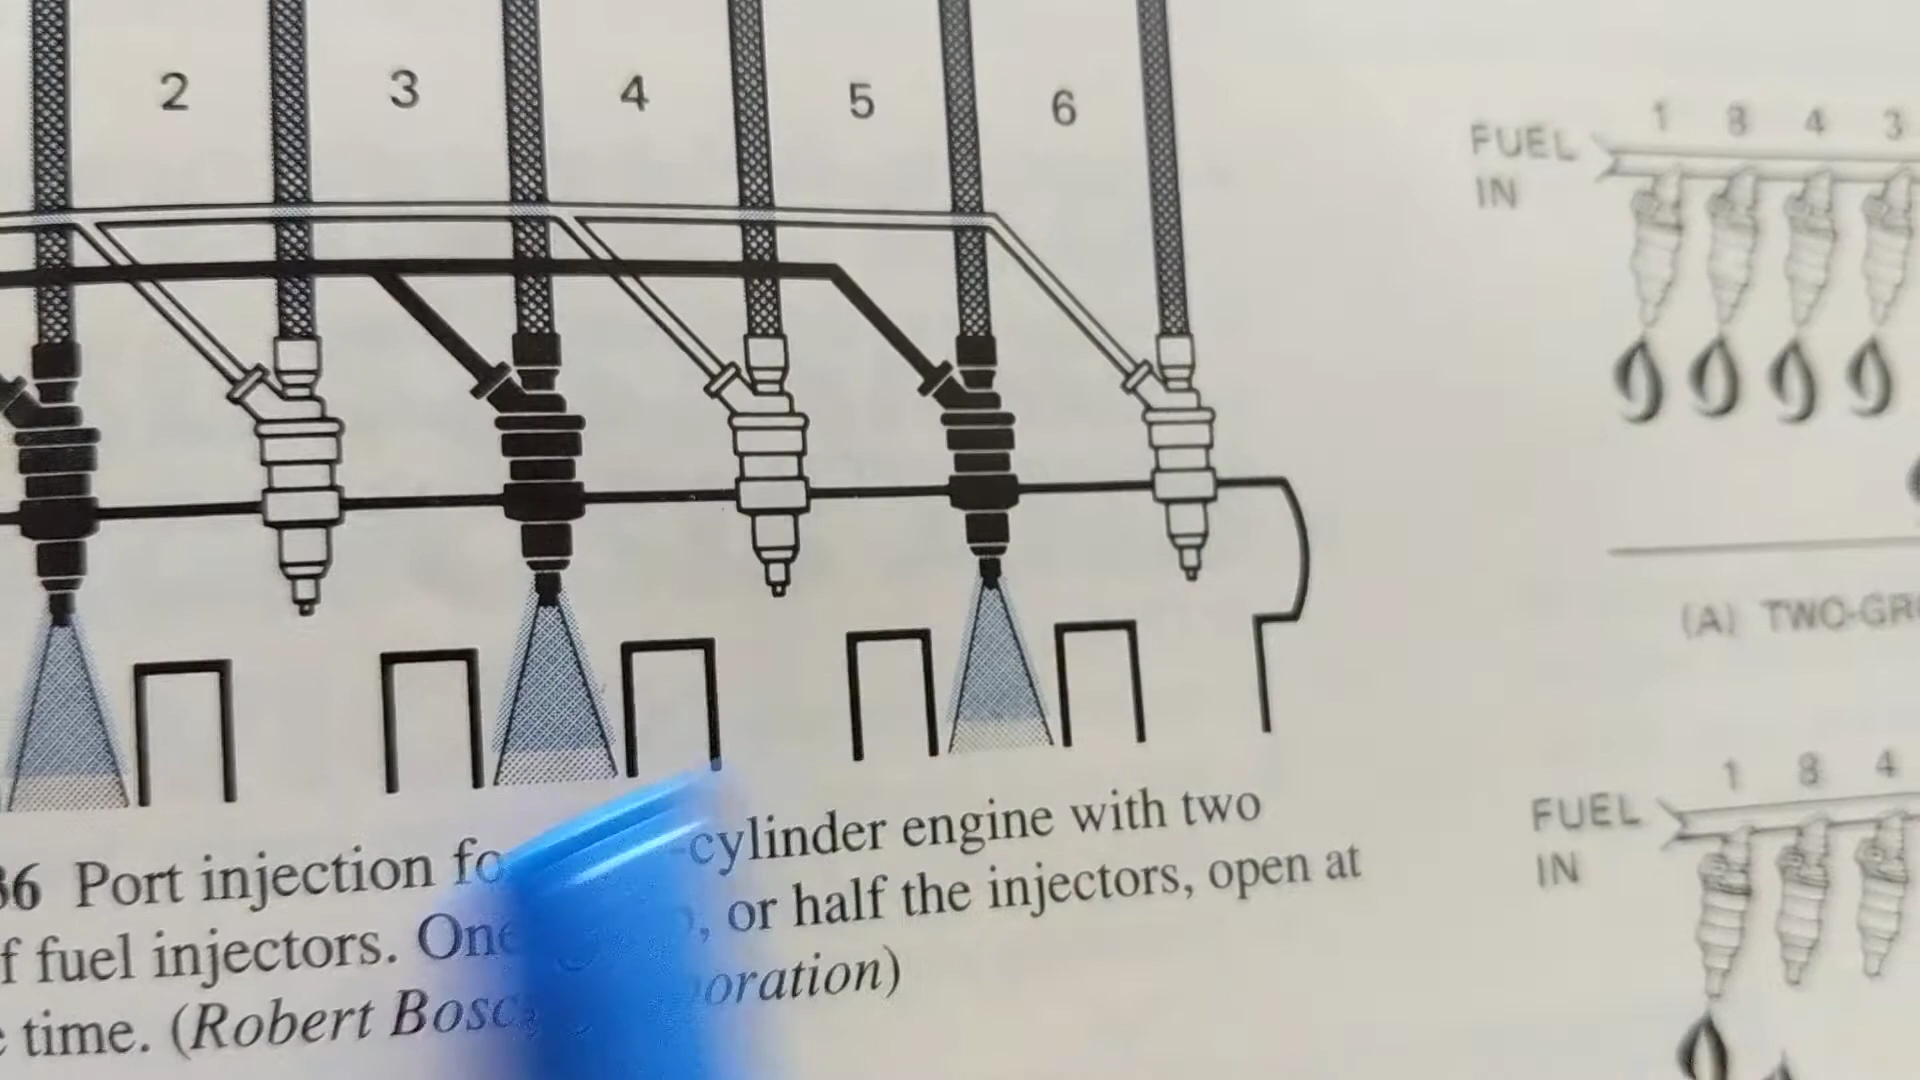 2 3 4 5 6
36 Port injection fo -cylinder engine with two
f fuel injectors. One , or half the injectors, open at
time. (Robert Bosc oration)
1 8 4 3
FUEL
IN
(A) TWO-GR
1 8 4
FUEL
IN